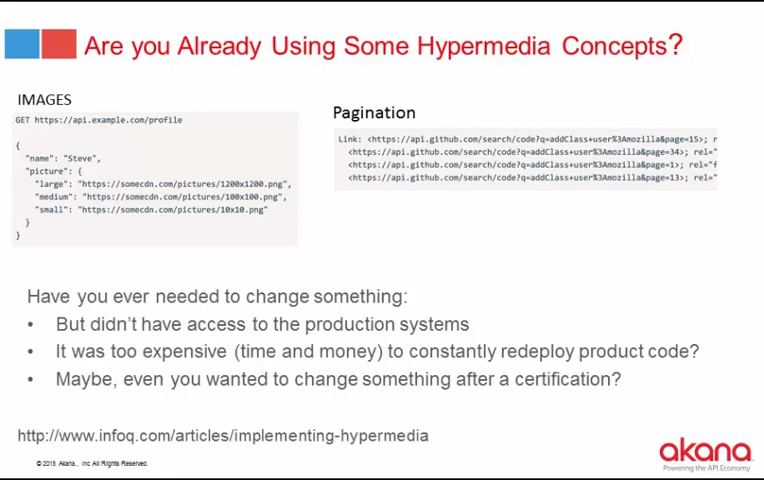 Are you Already Using Some Hypermedia Concepts?
IMAGES
GET https://api.example.com/profile
{
"name": "Steve",
"picture": {
"large": "https://somecdn.com/pictures/1200x1200.png",
"medium": "https://somecdn.com/pictures/100x100.png",
"small": "https://somecdn.com/pictures/10x10.png"
}
}
Pagination
Link: <https://api.github.com/search/code?q=addClass+user%3Amozilla&page=15>; r
<https://api.github.com/search/code?q=addClass+user%3Amozilla&page=34>; rel="
<https://api.github.com/search/code?q=addClass+user%3Amozilla&page=1>; rel="f
<https://api.github.com/search/code?q=addClass+user%3Amozilla&page=13>; rel="
Have you ever needed to change something:
• But didn't have access to the production systems
• It was too expensive (time and money) to constantly redeploy product code?
• Maybe, even you wanted to change something after a certification?
http://www.infoq.com/articles/implementing-hypermedia
© 2015 Akana., Inc All Rights Reserved.
akana
Powering the API Economy